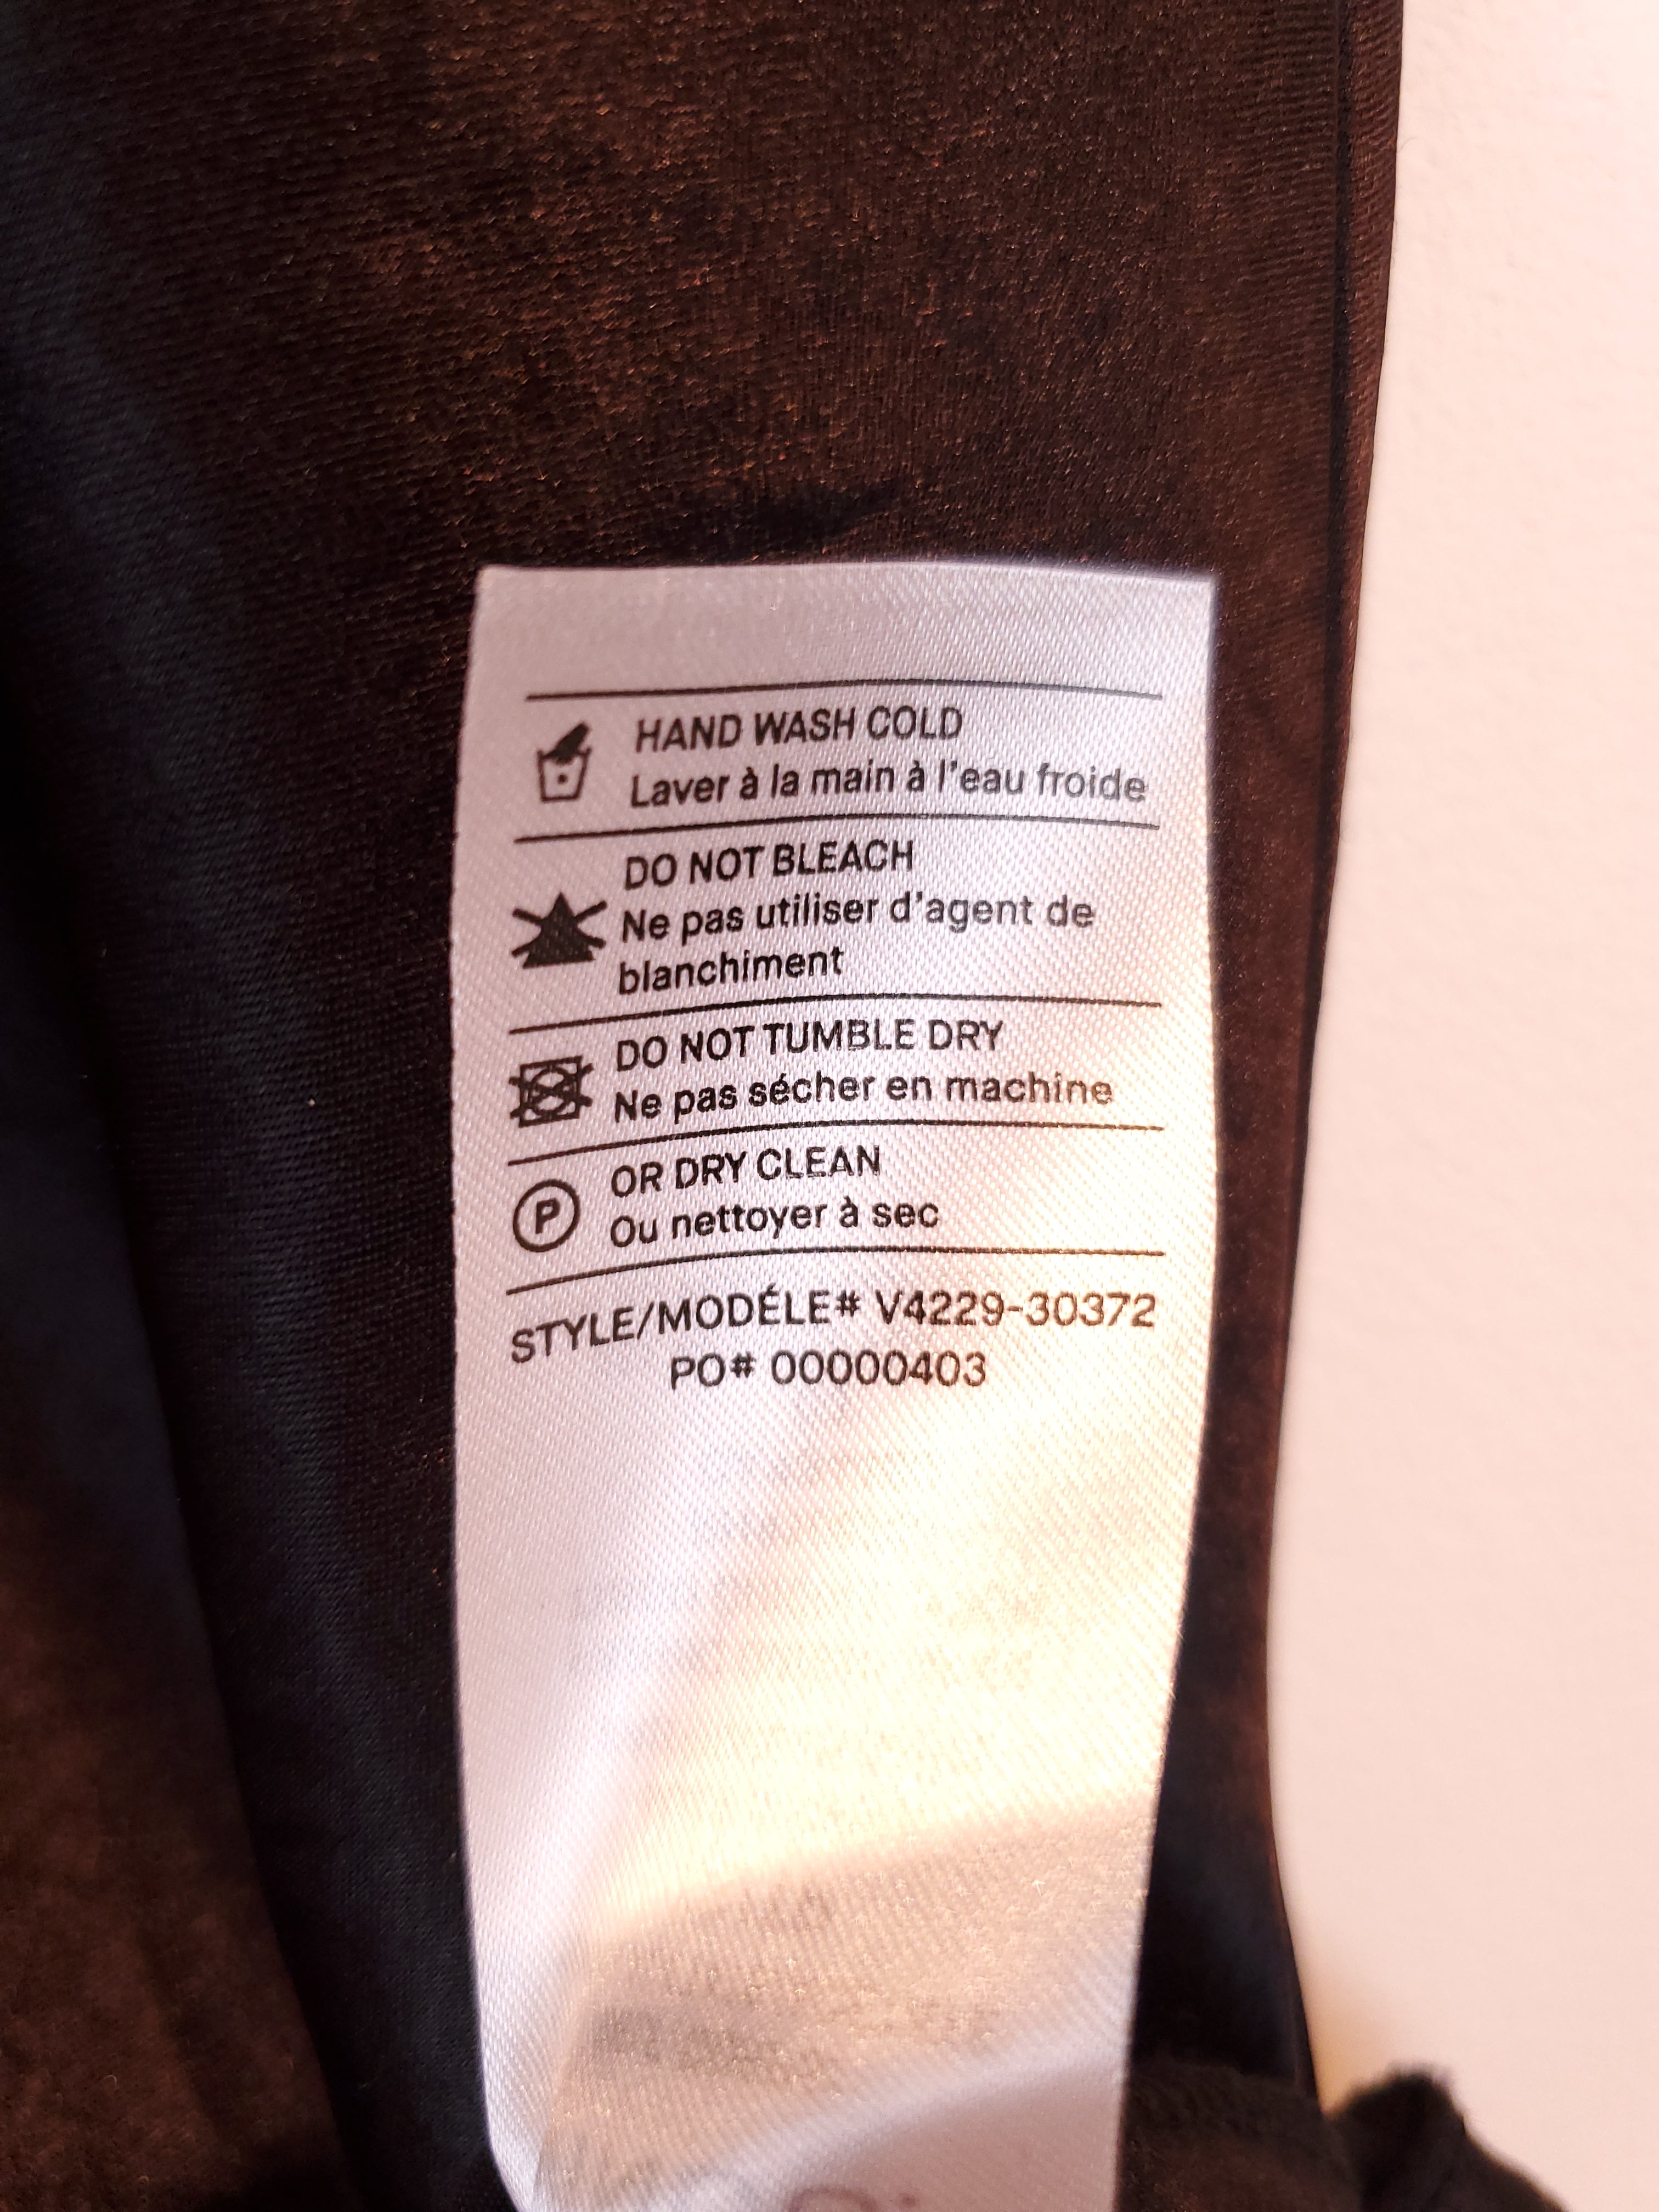 HAND WASH COLD
Laver à la main à l'eau froide
DO NOT BLEACH
Ne pas utiliser d'agent de
blanchiment
DO NOT TUMBLE DRY
Ne pas sécher en machine
P
OR DRY CLEAN
Ou nettoyer à sec
STYLE/MODÉLE# V4229-30372
PO# 00000403